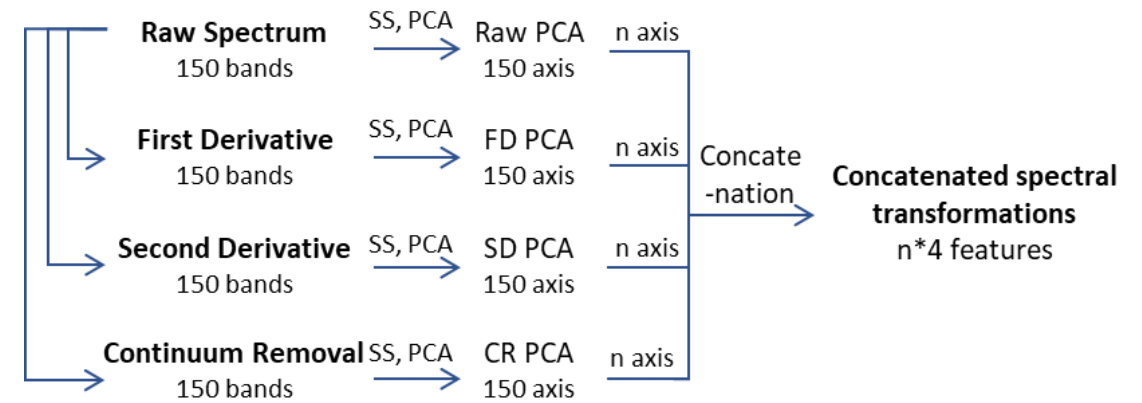 Raw Spectrum
150 bands
SS, PCA
Raw PCA
150 axis
n axis
First Derivative
150 bands
SS, PCA
FD PCA
150 axis
n axis
Second Derivative
150 bands
SS, PCA
SD PCA
150 axis
n axis
Continuum Removal
150 bands
SS, PCA
CR PCA
150 axis
n axis
Concate
-nation
Concatenated spectral
transformations
n*4 features